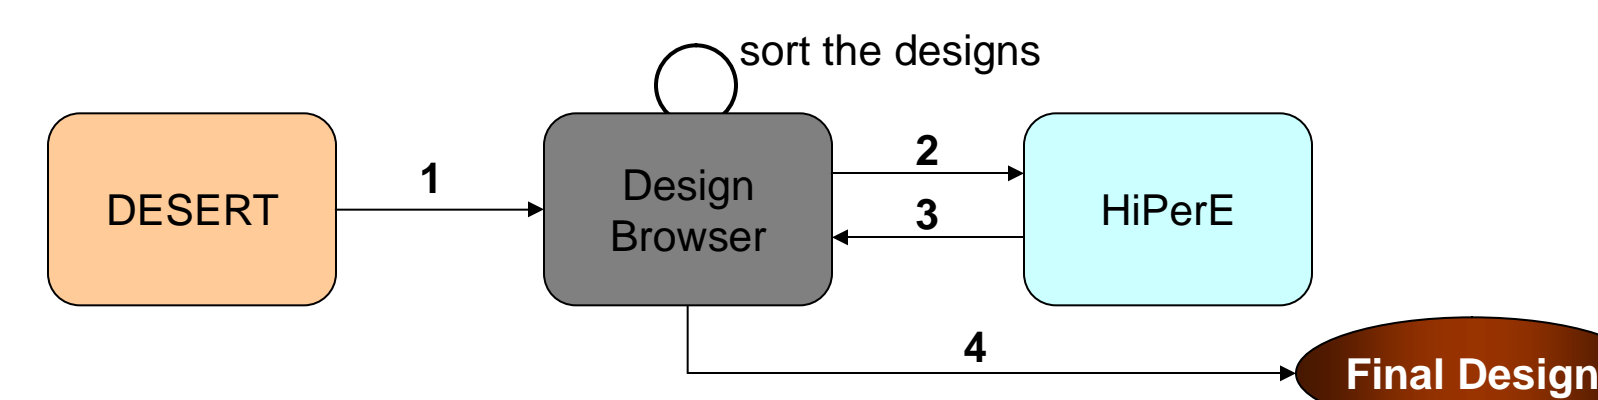 sort the designs
DESERT
1
Design
Browser
2
3
HiPerE
4
Final Design